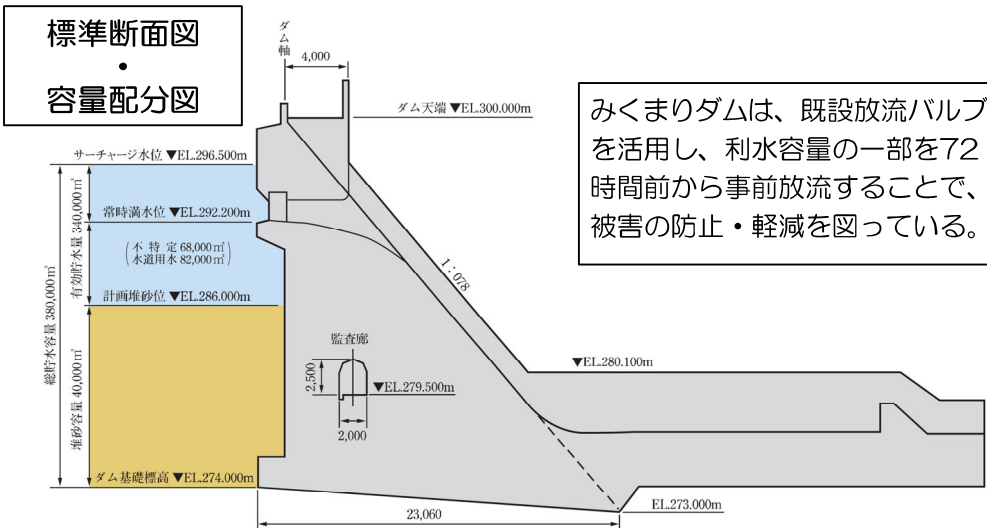 標準断面図
・
容量配分図
みくまりダムは、既設放流バルブ
を活用し、利水容量の一部を72
時間前から事前放流することで、
被害の防止・軽減を図っている。
ダム軸
4,000
ダム天端 ▼EL.300.000m
サーチャージ水位 ▼EL.296.500m
常時満水位 ▼EL.292.200m
(不特定 68,000㎥
水道用水 82,000㎥)
計画堆砂位 ▼EL.286.000m
総貯水容量 380,000㎥
有効貯水量 340,000㎥
堆砂容量 40,000㎥
ダム基礎標高 ▼EL.274.000m
1:078
監査廊
2,500
▼EL.279.500m
2,000
▼EL.280.100m
EL.273.000m
23,060